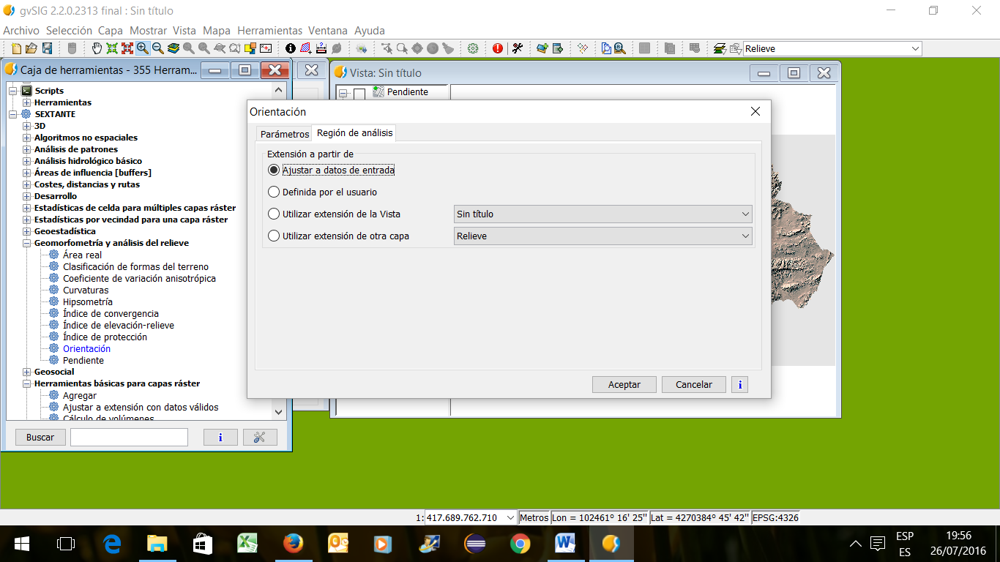 gvSIG 2.2.0.2313 final : Sin título
Archivo Selección Capa Mostrar Vista Mapa Herramientas Ventana Ayuda
Relieve
Caja de herramientas - 355 Herram...
Scripts
Herramientas
SEXTANTE
3D
Algoritmos no espaciales
Análisis de patrones
Análisis hidrológico básico
Áreas de influencia [buffers]
Costes, distancias y rutas
Desarrollo
Estadísticas de celda para múltiples capas ráster
Estadísticas por vecindad para una capa ráster
Geoestadística
Geomorfometría y análisis del relieve
Área real
Clasificación de formas del terreno
Coeficiente de variación anisotrópica
Curvaturas
Hipsometría
Índice de convergencia
Índice de elevación-relieve
Índice de protección
Orientación
Pendiente
Geosocial
Herramientas básicas para capas ráster
Agregar
Ajustar a extensión con datos válidos
Cálculo de volúmenes
Buscar
Vista: Sin título
Pendiente
Orientación
Parámetros Región de análisis
Extensión a partir de
Ajustar a datos de entrada
Definida por el usuario
Utilizar extensión de la Vista Sin título
Utilizar extensión de otra capa Relieve
Aceptar Cancelar i
1: 417.689.762.710 Metros Lon = 102461º 16' 25'' Lat = 4270384º 45' 42'' EPSG:4326
ESP
ES
19:56
26/07/2016